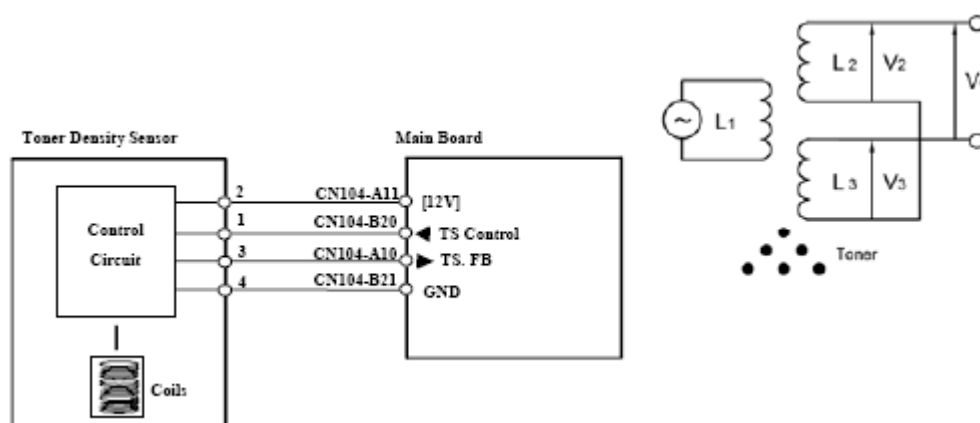 Toner Density Sensor
Main Board
Control
Circuit
Coils
2
1
3
4
CN104-A11
CN104-B20
CN104-A10
CN104-B21
[12V]
TS Control
TS. FB
GND
L1
L2
V2
L3
V3
Toner